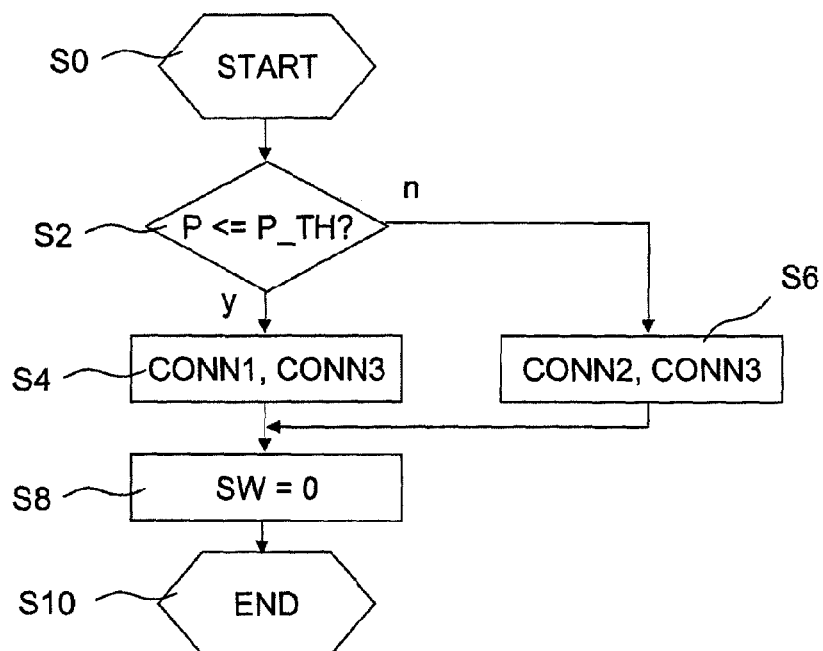 S0
START
n
S2
P <= P_TH?
y
S6
S4
CONN1, CONN3
CONN2, CONN3
S8
SW = 0
S10
END